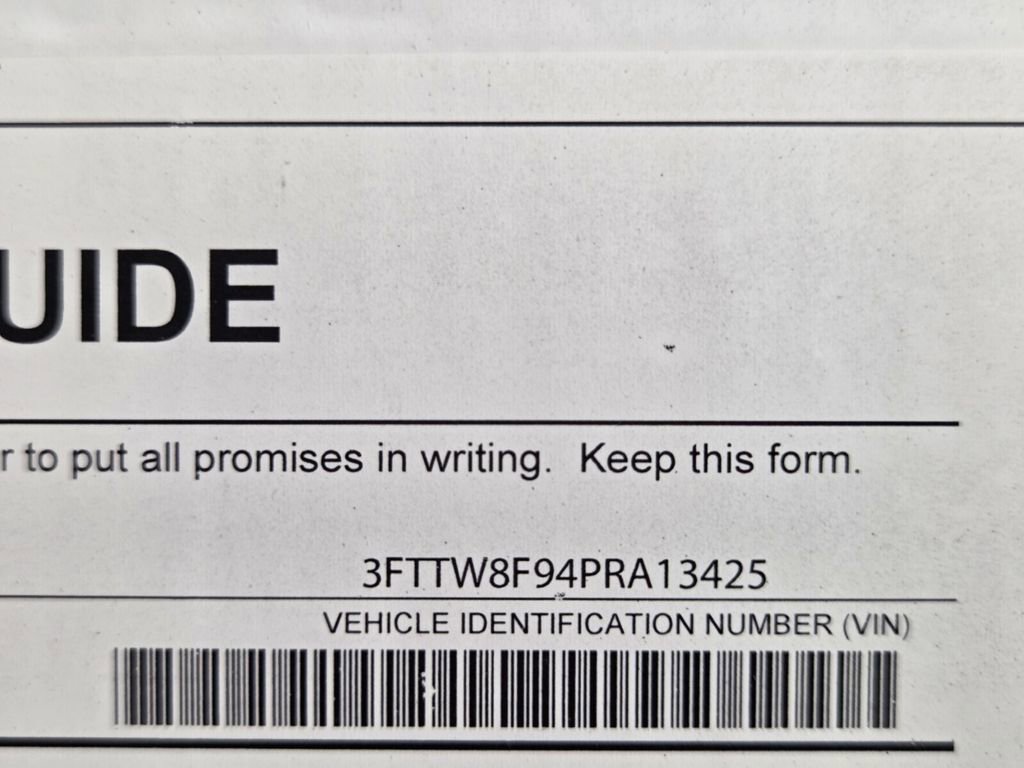 UIDE
r to put all promises in writing. Keep this form.
3FTTW8F94PRA13425
VEHICLE IDENTIFICATION NUMBER (VIN)